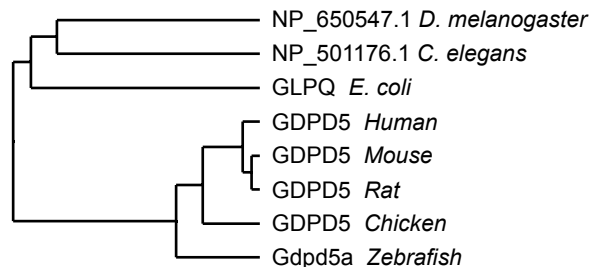 NP_650547.1 D. melanogaster
NP_501176.1 C. elegans
GLPQ E. coli
GDPD5 Human
GDPD5 Mouse
GDPD5 Rat
GDPD5 Chicken
Gdpd5a Zebrafish